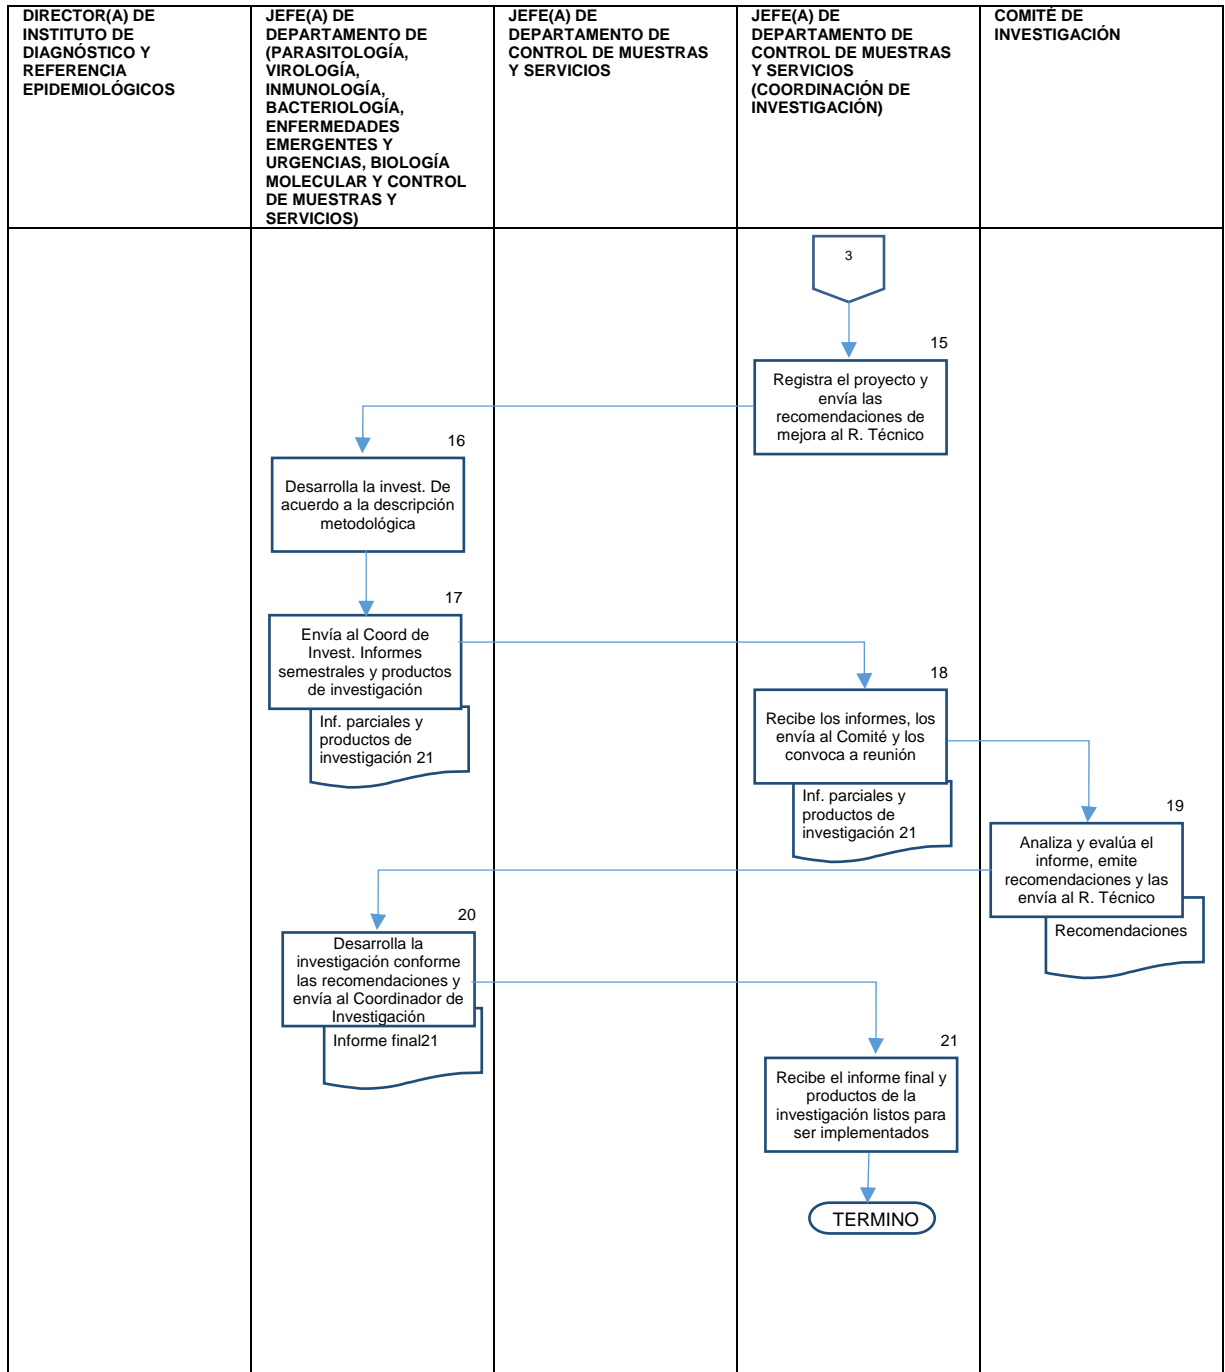 DIRECTOR(A) DE
INSTITUTO DE
DIAGNÓSTICO Y
REFERENCIA
EPIDEMIOLÓGICOS
JEFE(A) DE
DEPARTAMENTO DE
(PARASITOLOGÍA,
VIROLOGÍA,
INMUNOLOGÍA,
BACTERIOLOGÍA,
ENFERMEDADES
EMERGENTES Y
URGENCIAS, BIOLOGÍA
MOLECULAR Y CONTROL
DE MUESTRAS Y
SERVICIOS)
JEFE(A) DE
DEPARTAMENTO DE
CONTROL DE MUESTRAS
Y SERVICIOS
JEFE(A) DE
DEPARTAMENTO DE
CONTROL DE MUESTRAS
Y SERVICIOS
(COORDINACIÓN DE
INVESTIGACIÓN)
COMITÉ DE
INVESTIGACIÓN
3
15
Registra el proyecto y
envía las
recomendaciones de
mejora al R. Técnico
16
Desarrolla la invest. De
acuerdo a la descripción
metodológica
17
Envía al Coord de
Invest. Informes
semestrales y productos
de investigación
Inf. parciales y
productos de
investigación 21
18
Recibe los informes, los
envía al Comité y los
convoca a reunión
Inf. parciales y
productos de
investigación 21
19
Analiza y evalúa el
informe, emite
recomendaciones y las
envía al R. Técnico
Recomendaciones
20
Desarrolla la
investigación conforme
las recomendaciones y
envía al Coordinador de
Investigación
Informe final21
21
Recibe el informe final y
productos de la
investigación listos para
ser implementados
TERMINO